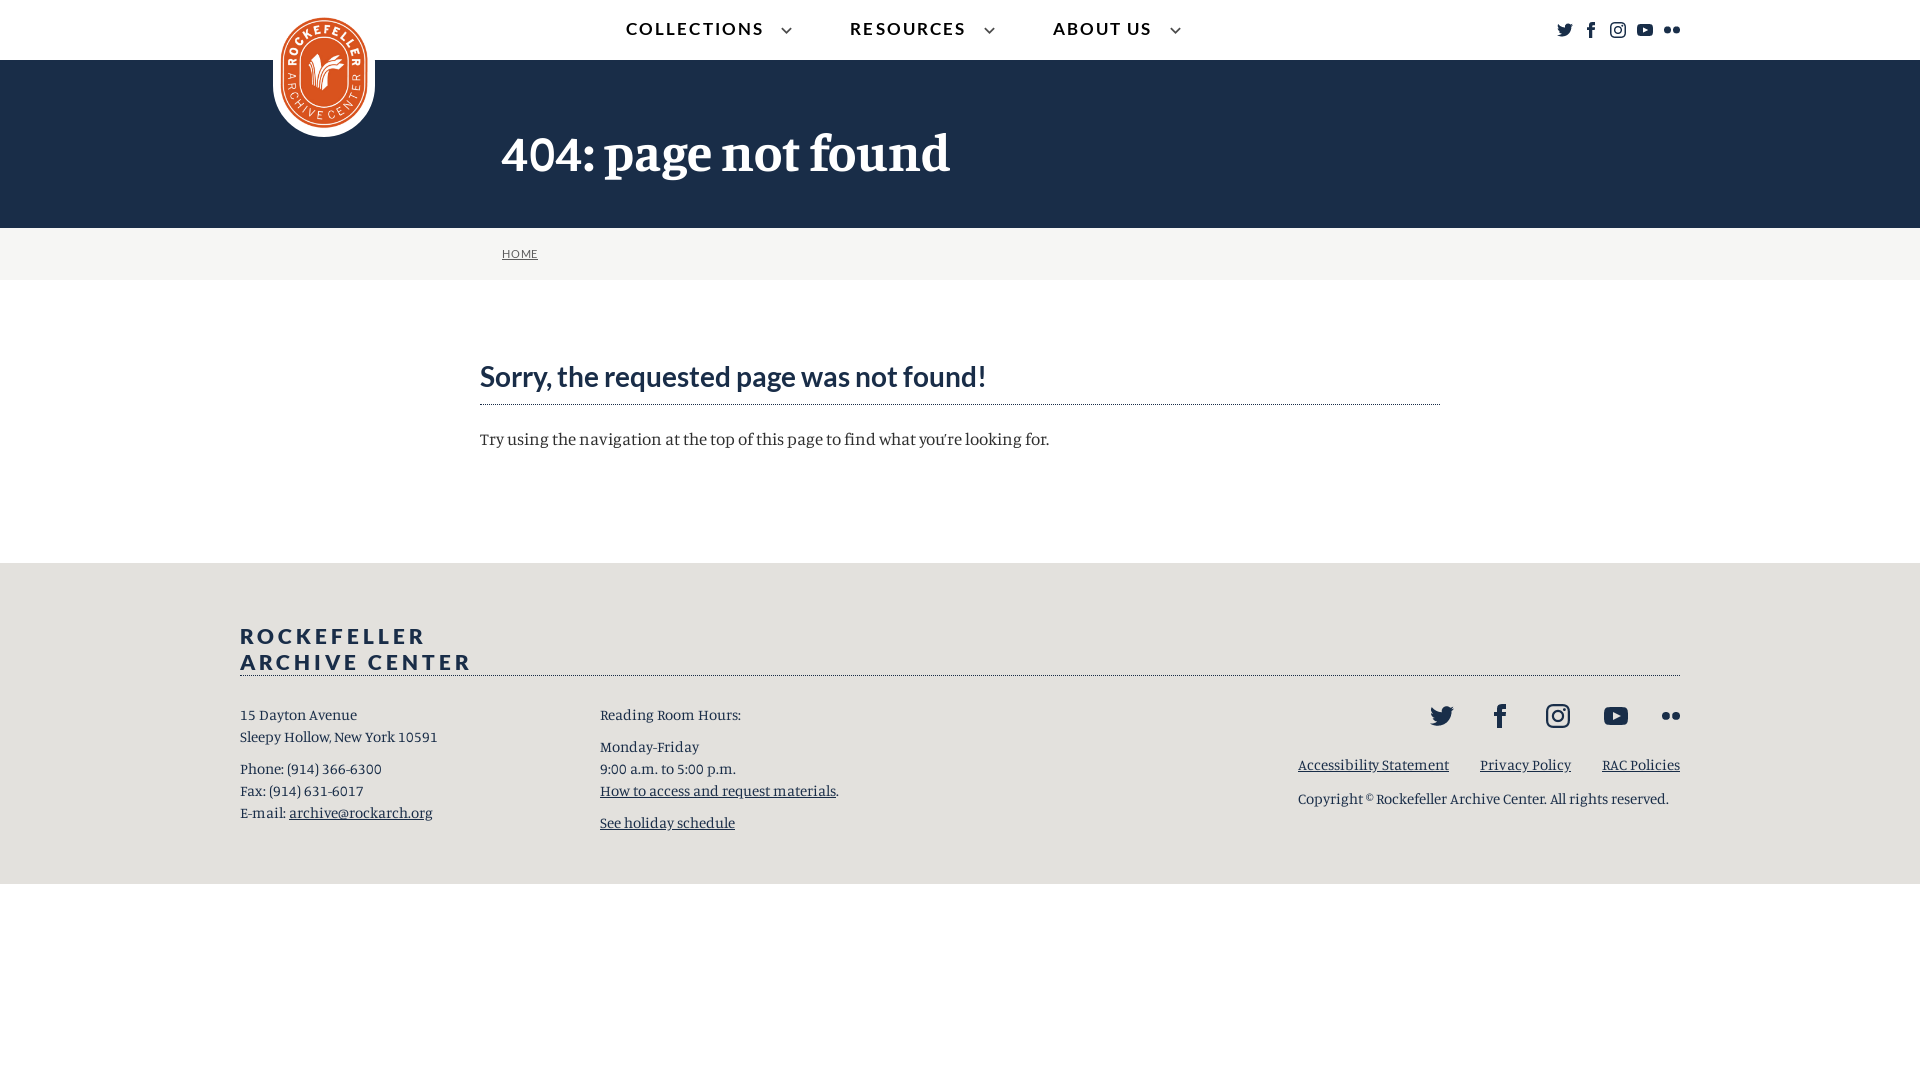 ROCKEFELLER
ARCHIVE CENTER
COLLECTIONS
RESOURCES
ABOUT US
404: page not found
HOME
Sorry, the requested page was not found!
Try using the navigation at the top of this page to find what you’re looking for.
ROCKEFELLER
ARCHIVE CENTER
15 Dayton Avenue
Sleepy Hollow, New York 10591
Phone: (914) 366-6300
Fax: (914) 631-6017
E-mail: archive@rockarch.org
Reading Room Hours:
Monday-Friday
9:00 a.m. to 5:00 p.m.
How to access and request materials.
See holiday schedule
Accessibility Statement
Privacy Policy
RAC Policies
Copyright © Rockefeller Archive Center. All rights reserved.